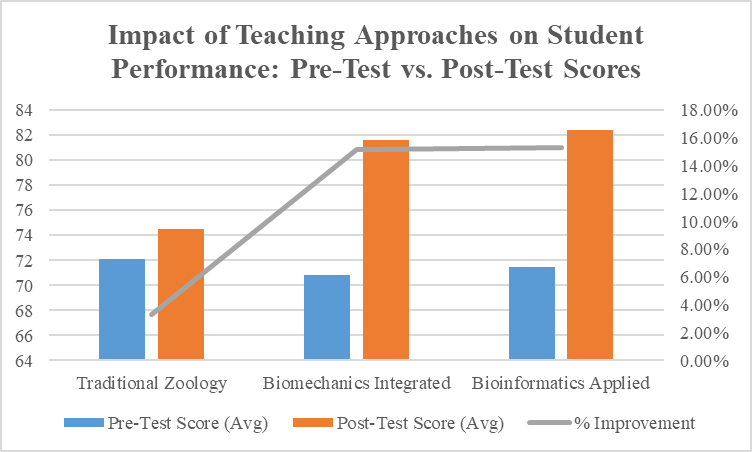 Impact of Teaching Approaches on Student
Performance: Pre-Test vs. Post-Test Scores
84
82
80
78
76
74
72
70
68
66
64
18.00%
16.00%
14.00%
12.00%
10.00%
8.00%
6.00%
4.00%
2.00%
0.00%
Traditional Zoology
Biomechanics Integrated
Bioinformatics Applied
Pre-Test Score (Avg)
Post-Test Score (Avg)
% Improvement